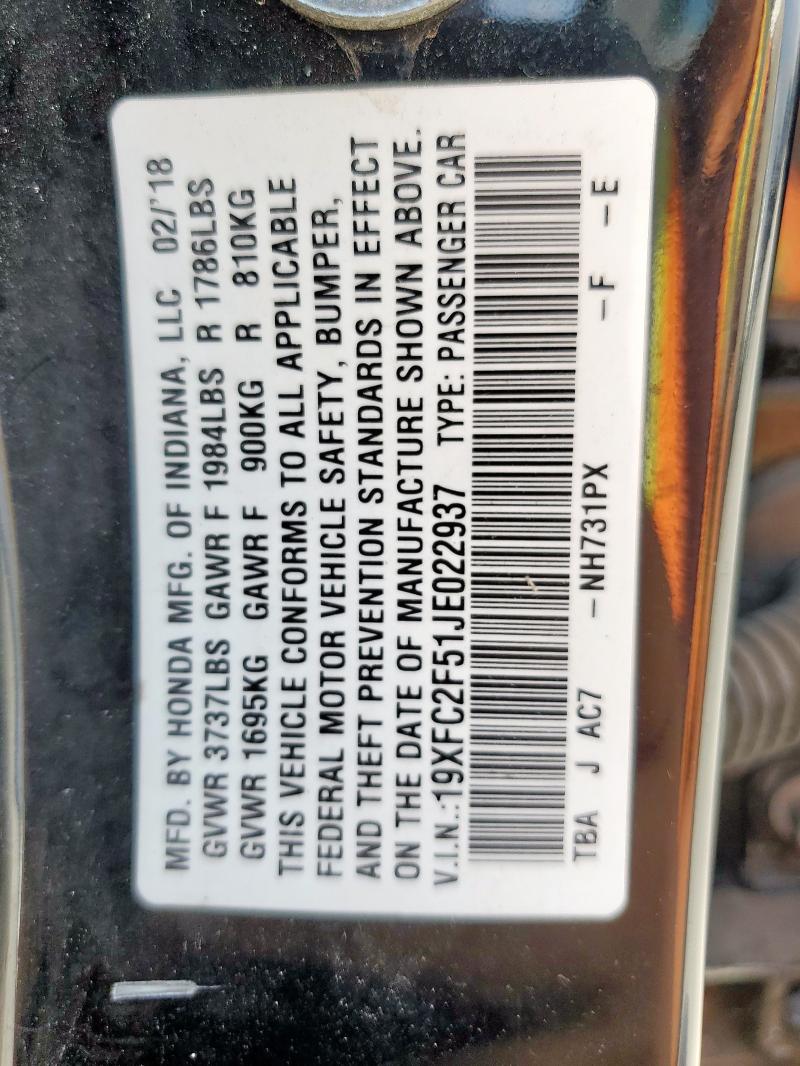 MFD. BY HONDA MFG. OF INDIANA, LLC 02/'18
GVWR 3737LBS GAWR F 1984LBS R 1786LBS
GVWR 1695KG GAWR F 900KG R 810KG
THIS VEHICLE CONFORMS TO ALL APPLICABLE
FEDERAL MOTOR VEHICLE SAFETY, BUMPER,
AND THEFT PREVENTION STANDARDS IN EFFECT
ON THE DATE OF MANUFACTURE SHOWN ABOVE.
V.I.N.:19XFC2F51JE022937 TYPE: PASSENGER CAR
TBA J AC7 –NH731PX –F –E